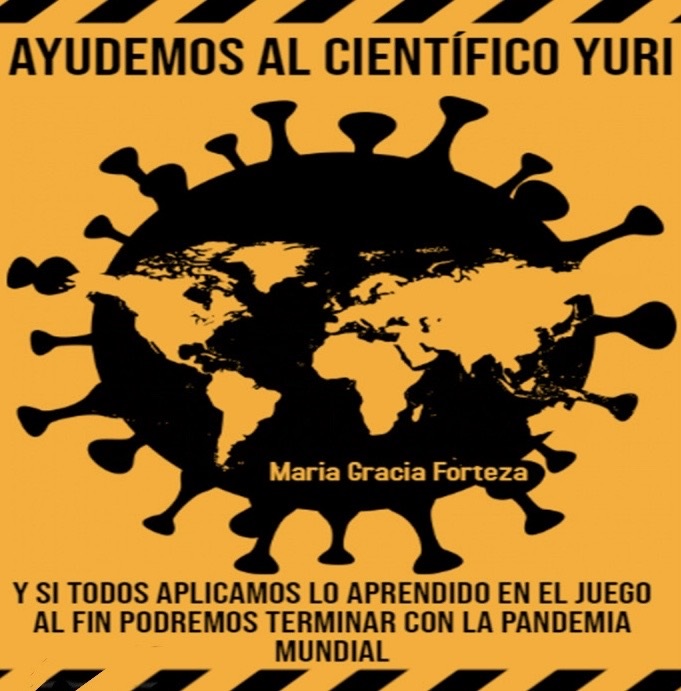 AYUDEMOS AL CIENTÍFICO YURI
Maria Gracia Forteza
Y SI TODOS APLICAMOS LO APRENDIDO EN EL JUEGO
AL FIN PODREMOS TERMINAR CON LA PANDEMIA
MUNDIAL